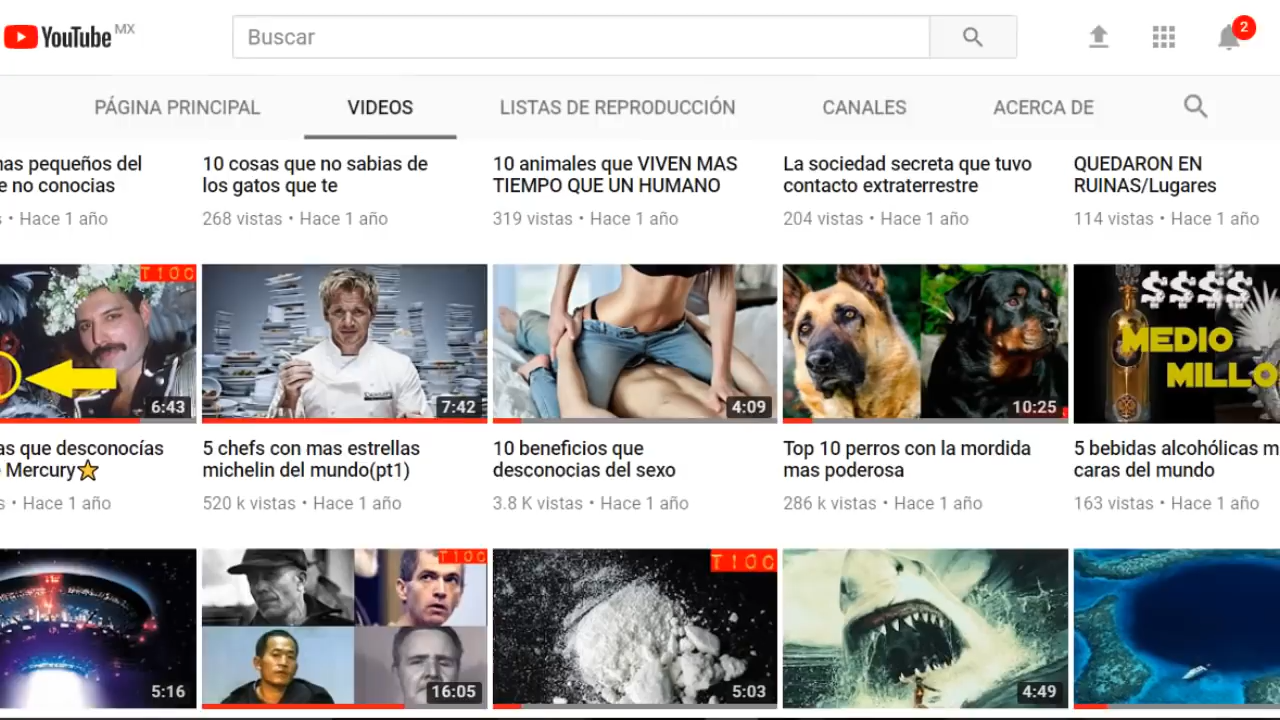 YouTube MX
Buscar
2
PÁGINA PRINCIPAL
VIDEOS
LISTAS DE REPRODUCCIÓN
CANALES
ACERCA DE
nas pequeños del
e no conocias
s • Hace 1 año
10 cosas que no sabias de
los gatos que te
268 vistas • Hace 1 año
10 animales que VIVEN MAS
TIEMPO QUE UN HUMANO
319 vistas • Hace 1 año
La sociedad secreta que tuvo
contacto extraterrestre
204 vistas • Hace 1 año
QUEDARON EN
RUINAS/Lugares
114 vistas • Hace 1 año
T10C
6:43
as que desconocías
e Mercury⭐
s • Hace 1 año
7:42
5 chefs con mas estrellas
michelin del mundo(pt1)
520 k vistas • Hace 1 año
4:09
10 beneficios que
desconocias del sexo
3.8 K vistas • Hace 1 año
10:25
Top 10 perros con la mordida
mas poderosa
286 k vistas • Hace 1 año
$$$$
MEDIO
MILLO
5 bebidas alcohólicas m
caras del mundo
163 vistas • Hace 1 año
5:16
T10C
16:05
T10C
5:03
4:49